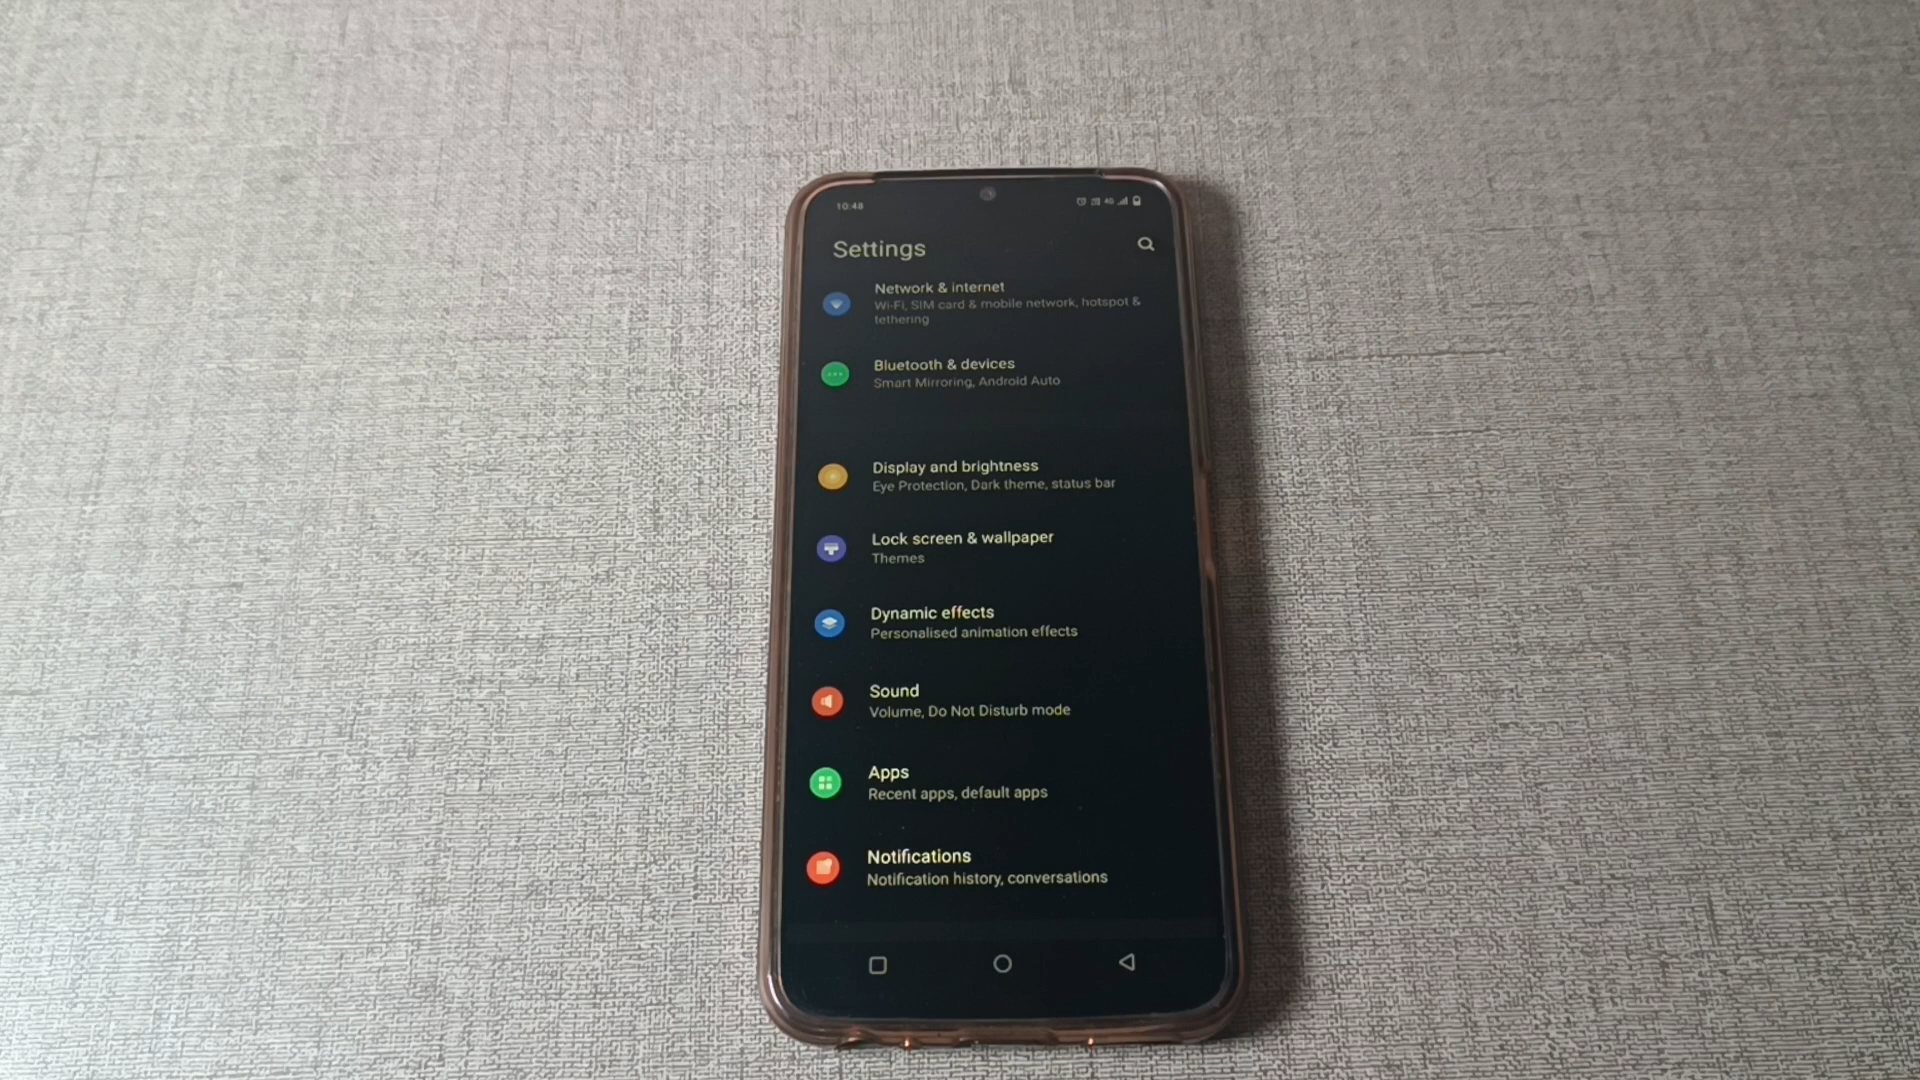 10:48
4G
Settings
Network & internet
Wi-Fi, SIM card & mobile network, hotspot &
tethering
Bluetooth & devices
Smart Mirroring, Android Auto
Display and brightness
Eye Protection, Dark theme, status bar
Lock screen & wallpaper
Themes
Dynamic effects
Personalised animation effects
Sound
Volume, Do Not Disturb mode
Apps
Recent apps, default apps
Notifications
Notification history, conversations